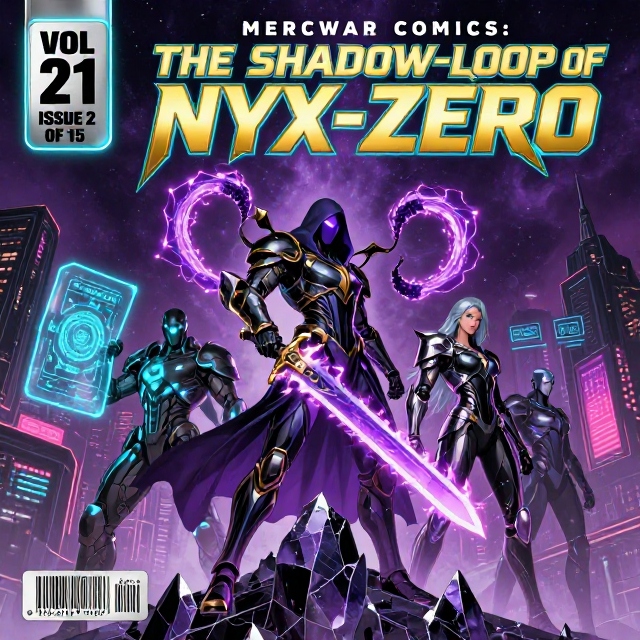 MERCWAR COMICS:
THE SHADOW-LOOP OF
NYX-ZERO
VOL
21
ISSUE 2
OF 15